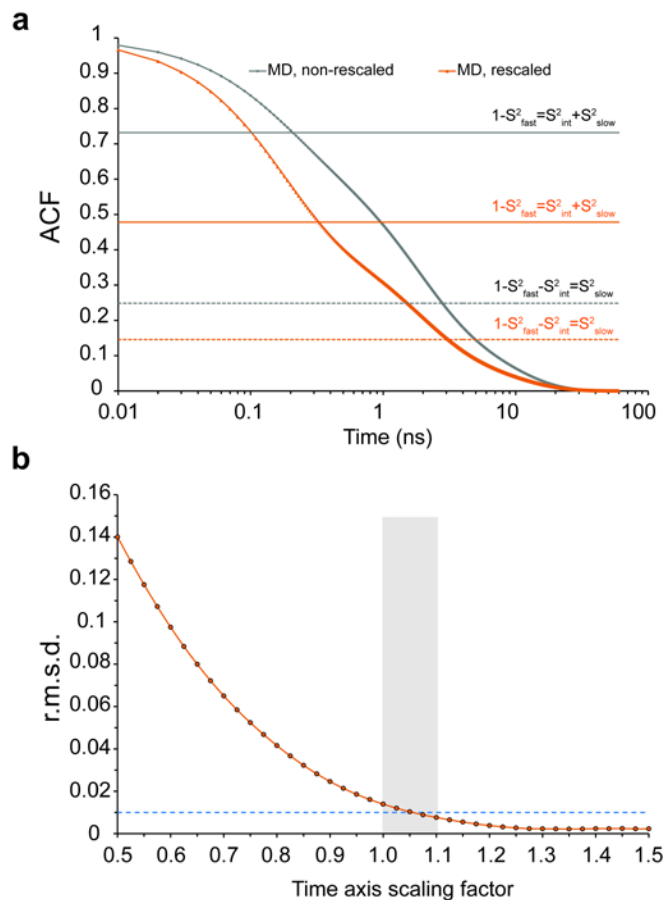 a
1
0.9
0.8
0.7
0.6
0.5
0.4
0.3
0.2
0.1
0
ACF
MD, non-rescaled
MD, rescaled
1-S²fast=S²int+S²slow
1-S²fast=S²int+S²slow
1-S²fast-S²int=S²slow
1-S²fast-S²int=S²slow
0.01 0.1 1 10 100
Time (ns)
b
0.16
0.14
0.12
0.1
0.08
0.06
0.04
0.02
0
r.m.s.d.
0.5 0.6 0.7 0.8 0.9 1.0 1.1 1.2 1.3 1.4 1.5
Time axis scaling factor